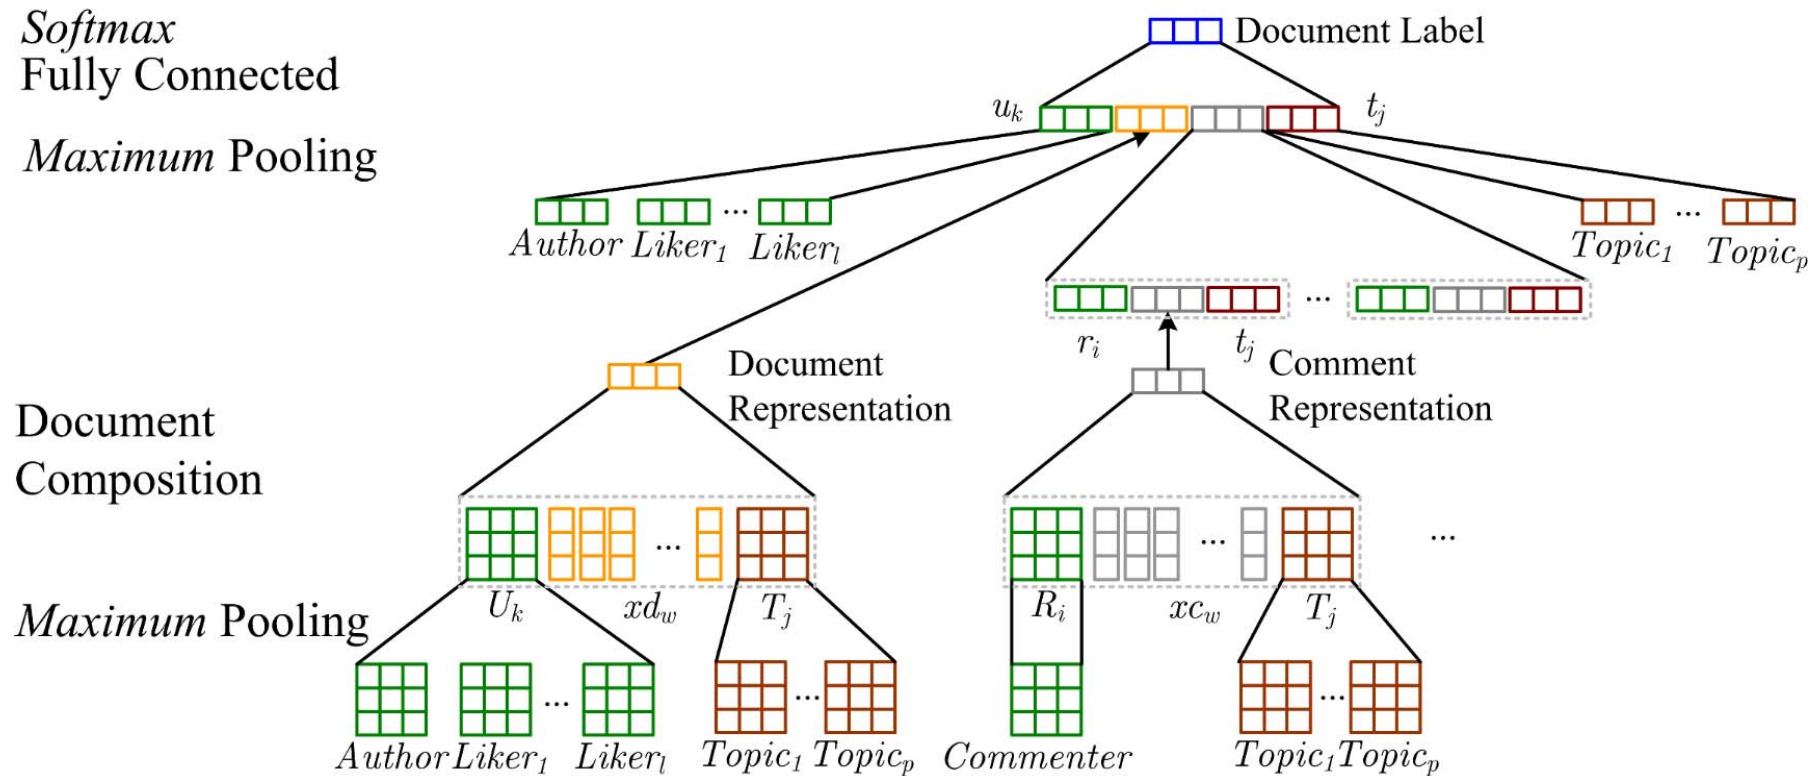 Softmax
Fully Connected
Document Label
u_k
t_j
Maximum Pooling
Author Liker_1 ... Liker_l
Topic_1 ... Topic_p
...
r_i
t_j
Document
Representation
Comment
Representation
Document
Composition
...
...
...
U_k
xd_w
T_j
R_i
xc_w
T_j
Maximum Pooling
...
...
...
Author Liker_1 Liker_l Topic_1 Topic_p Commenter Topic_1 Topic_p